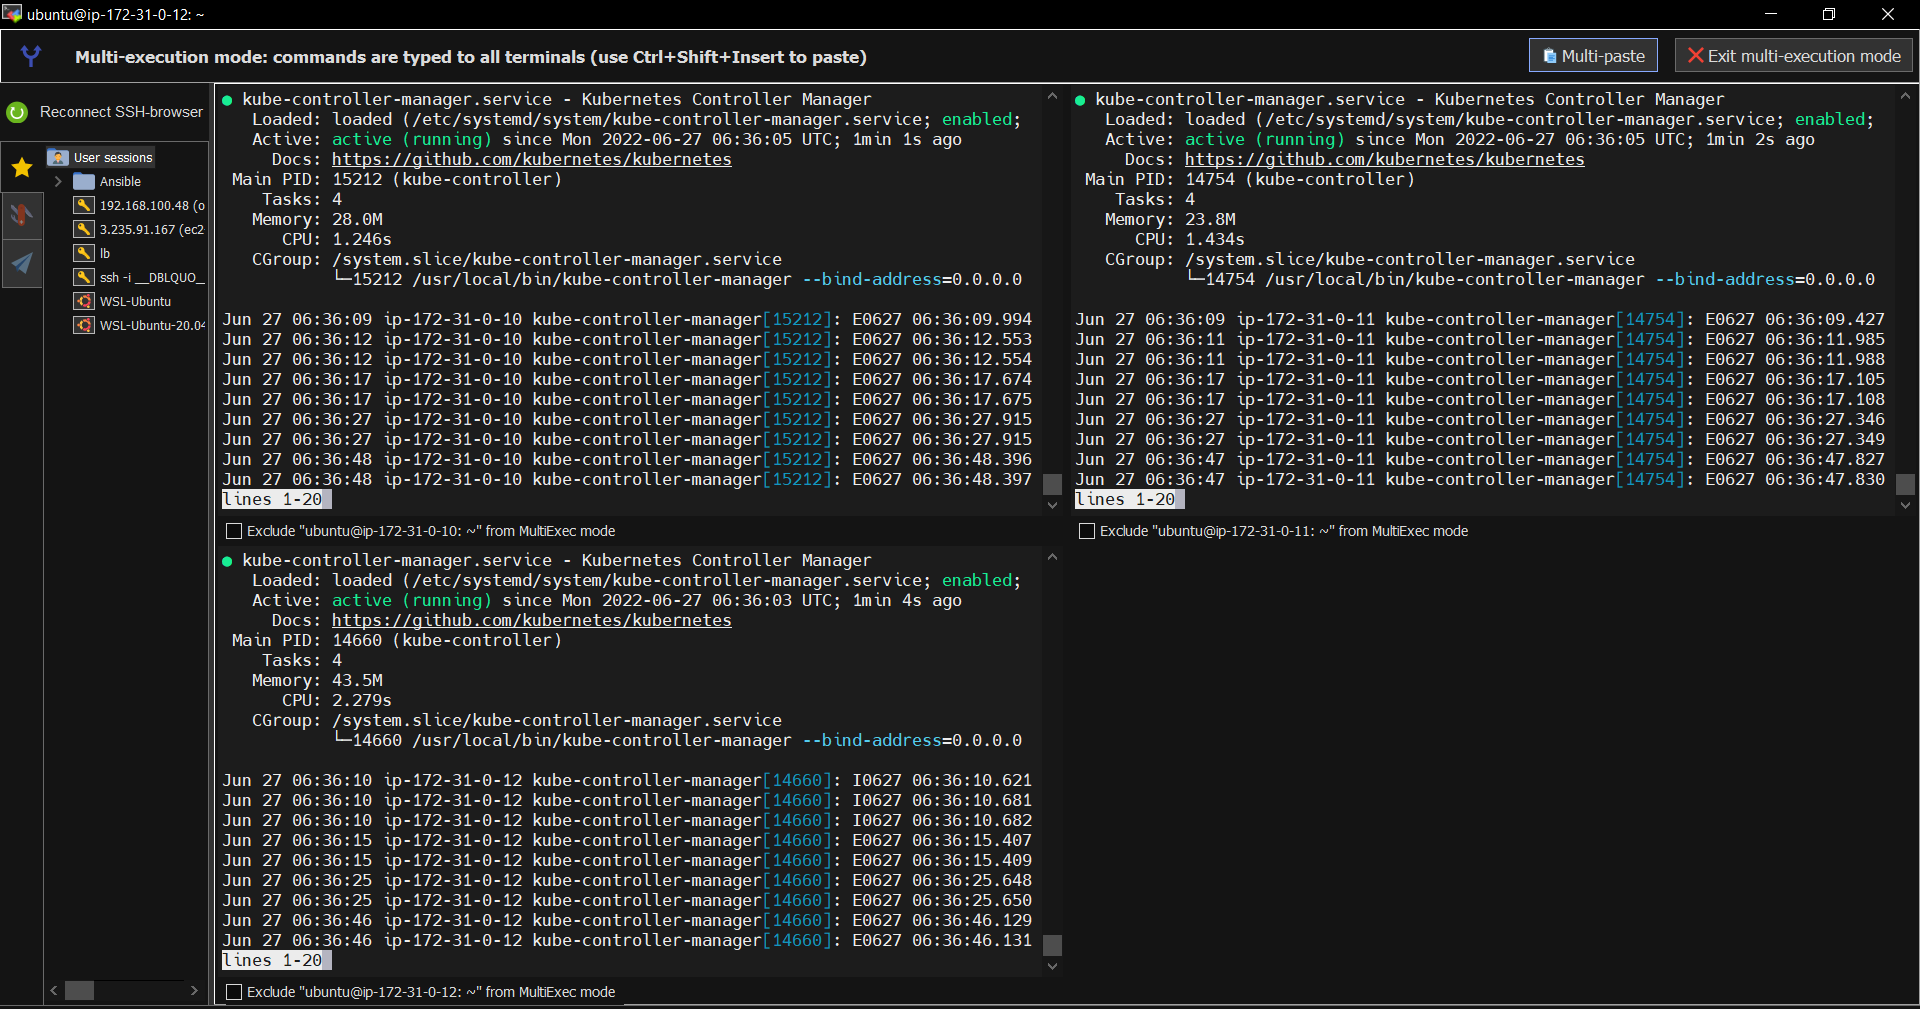 ubuntu@ip-172-31-0-12: ~
Multi-execution mode: commands are typed to all terminals (use Ctrl+Shift+Insert to paste)
Multi-paste
Exit multi-execution mode
Reconnect SSH-browser
User sessions
Ansible
192.168.100.48 (o
3.235.91.167 (ec2
lb
ssh -i __DBLQUO__
WSL-Ubuntu
WSL-Ubuntu-20.04
● kube-controller-manager.service - Kubernetes Controller Manager
Loaded: loaded (/etc/systemd/system/kube-controller-manager.service; enabled;
Active: active (running) since Mon 2022-06-27 06:36:05 UTC; 1min 1s ago
Docs: https://github.com/kubernetes/kubernetes
Main PID: 15212 (kube-controller)
Tasks: 4
Memory: 28.0M
CPU: 1.246s
CGroup: /system.slice/kube-controller-manager.service
└─15212 /usr/local/bin/kube-controller-manager --bind-address=0.0.0.0
Jun 27 06:36:09 ip-172-31-0-10 kube-controller-manager[15212]: E0627 06:36:09.994
Jun 27 06:36:12 ip-172-31-0-10 kube-controller-manager[15212]: E0627 06:36:12.553
Jun 27 06:36:12 ip-172-31-0-10 kube-controller-manager[15212]: E0627 06:36:12.554
Jun 27 06:36:17 ip-172-31-0-10 kube-controller-manager[15212]: E0627 06:36:17.674
Jun 27 06:36:17 ip-172-31-0-10 kube-controller-manager[15212]: E0627 06:36:17.675
Jun 27 06:36:27 ip-172-31-0-10 kube-controller-manager[15212]: E0627 06:36:27.915
Jun 27 06:36:27 ip-172-31-0-10 kube-controller-manager[15212]: E0627 06:36:27.915
Jun 27 06:36:48 ip-172-31-0-10 kube-controller-manager[15212]: E0627 06:36:48.396
Jun 27 06:36:48 ip-172-31-0-10 kube-controller-manager[15212]: E0627 06:36:48.397
lines 1-20
Exclude "ubuntu@ip-172-31-0-10: ~" from MultiExec mode
● kube-controller-manager.service - Kubernetes Controller Manager
Loaded: loaded (/etc/systemd/system/kube-controller-manager.service; enabled;
Active: active (running) since Mon 2022-06-27 06:36:05 UTC; 1min 2s ago
Docs: https://github.com/kubernetes/kubernetes
Main PID: 14754 (kube-controller)
Tasks: 4
Memory: 23.8M
CPU: 1.434s
CGroup: /system.slice/kube-controller-manager.service
└─14754 /usr/local/bin/kube-controller-manager --bind-address=0.0.0.0
Jun 27 06:36:09 ip-172-31-0-11 kube-controller-manager[14754]: E0627 06:36:09.427
Jun 27 06:36:11 ip-172-31-0-11 kube-controller-manager[14754]: E0627 06:36:11.985
Jun 27 06:36:11 ip-172-31-0-11 kube-controller-manager[14754]: E0627 06:36:11.988
Jun 27 06:36:17 ip-172-31-0-11 kube-controller-manager[14754]: E0627 06:36:17.105
Jun 27 06:36:17 ip-172-31-0-11 kube-controller-manager[14754]: E0627 06:36:17.108
Jun 27 06:36:27 ip-172-31-0-11 kube-controller-manager[14754]: E0627 06:36:27.346
Jun 27 06:36:27 ip-172-31-0-11 kube-controller-manager[14754]: E0627 06:36:27.349
Jun 27 06:36:47 ip-172-31-0-11 kube-controller-manager[14754]: E0627 06:36:47.827
Jun 27 06:36:47 ip-172-31-0-11 kube-controller-manager[14754]: E0627 06:36:47.830
lines 1-20
Exclude "ubuntu@ip-172-31-0-11: ~" from MultiExec mode
● kube-controller-manager.service - Kubernetes Controller Manager
Loaded: loaded (/etc/systemd/system/kube-controller-manager.service; enabled;
Active: active (running) since Mon 2022-06-27 06:36:03 UTC; 1min 4s ago
Docs: https://github.com/kubernetes/kubernetes
Main PID: 14660 (kube-controller)
Tasks: 4
Memory: 43.5M
CPU: 2.279s
CGroup: /system.slice/kube-controller-manager.service
└─14660 /usr/local/bin/kube-controller-manager --bind-address=0.0.0.0
Jun 27 06:36:10 ip-172-31-0-12 kube-controller-manager[14660]: I0627 06:36:10.621
Jun 27 06:36:10 ip-172-31-0-12 kube-controller-manager[14660]: I0627 06:36:10.681
Jun 27 06:36:10 ip-172-31-0-12 kube-controller-manager[14660]: I0627 06:36:10.682
Jun 27 06:36:15 ip-172-31-0-12 kube-controller-manager[14660]: E0627 06:36:15.407
Jun 27 06:36:15 ip-172-31-0-12 kube-controller-manager[14660]: E0627 06:36:15.409
Jun 27 06:36:25 ip-172-31-0-12 kube-controller-manager[14660]: E0627 06:36:25.648
Jun 27 06:36:25 ip-172-31-0-12 kube-controller-manager[14660]: E0627 06:36:25.650
Jun 27 06:36:46 ip-172-31-0-12 kube-controller-manager[14660]: E0627 06:36:46.129
Jun 27 06:36:46 ip-172-31-0-12 kube-controller-manager[14660]: E0627 06:36:46.131
lines 1-20
Exclude "ubuntu@ip-172-31-0-12: ~" from MultiExec mode